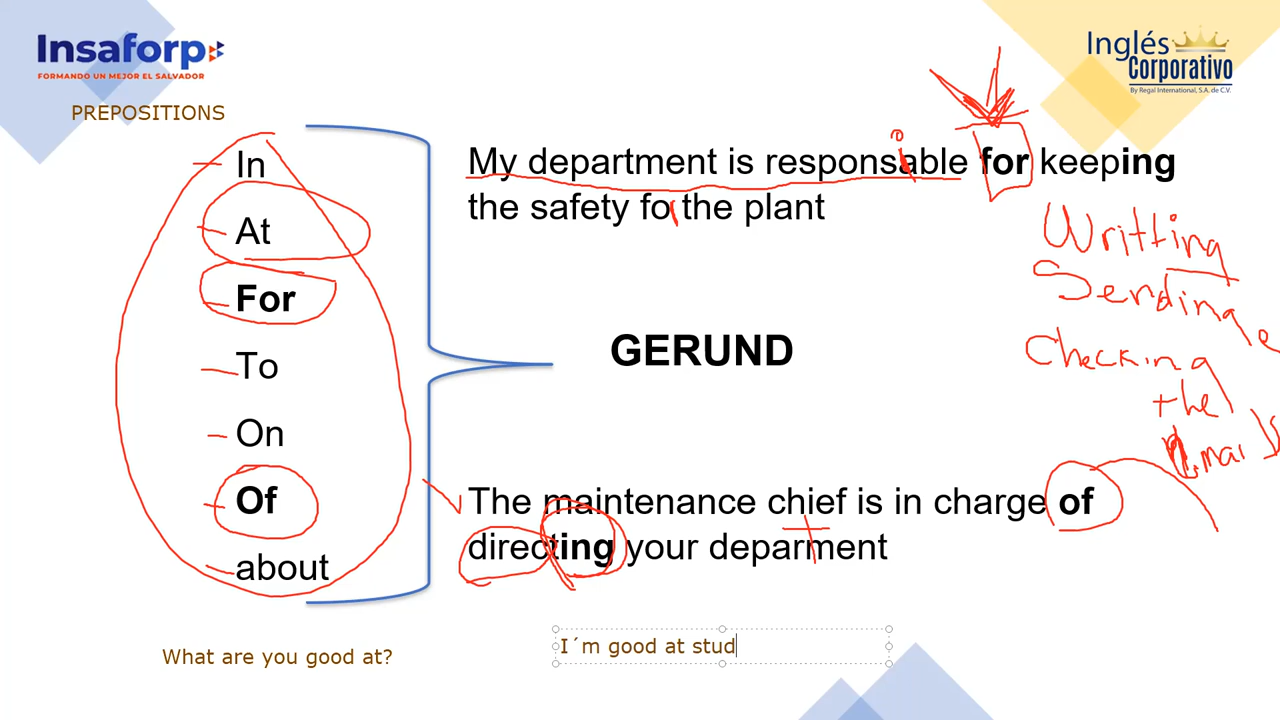 Insaforp
FORMANDO UN MEJOR EL SALVADOR
Inglés
Corporativo
By Regal International, S.A. de C.V.
PREPOSITIONS
In
At
For
To
On
Of
about
My department is responsable for keeping
i
the safety fo the plant
Writting
Sending
Checking
the
GERUND
The maintenance chief is in charge of
directing your deparment
t
What are you good at?
I´m good at stud